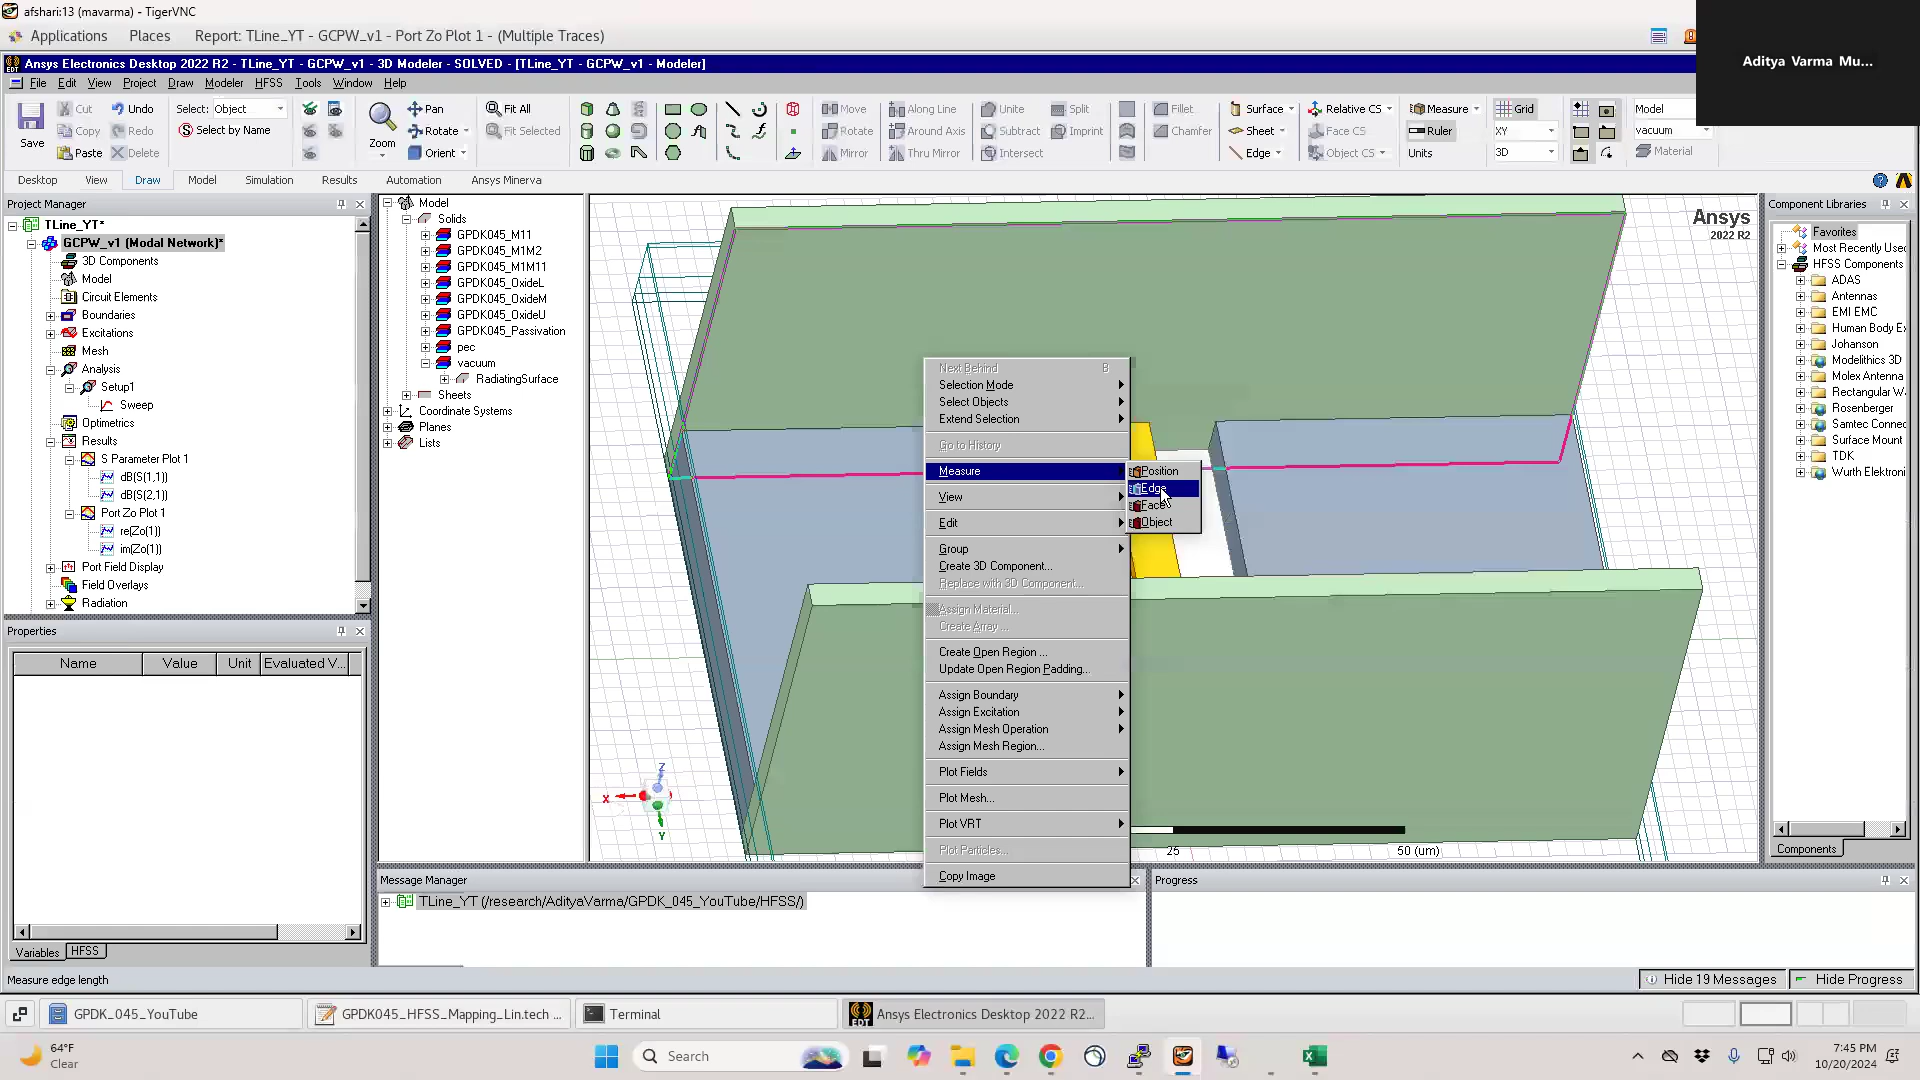 afshari:13 (mavarma) - TigerVNC
Applications Places Report: TLine_YT - GCPW_v1 - Port Zo Plot 1 - (Multiple Traces)
Aditya Varma Mu...
Ansys Electronics Desktop 2022 R2 - TLine_YT - GCPW_v1 - 3D Modeler - SOLVED - [TLine_YT - GCPW_v1 - Modeler]
File Edit View Project Draw Modeler HFSS Tools Window Help
Save
Cut Undo
Copy Redo
Paste Delete
Select: Object
Select by Name
Zoom
Pan
Rotate
Orient
Fit All
Fit Selected
Move Along Line Unite Split Fillet
Rotate Around Axis Subtract Imprint Chamfer
Mirror Thru Mirror Intersect
Surface Relative CS Measure Grid Model
Sheet Face CS Ruler XY vacuum
Edge Object CS Units 3D Material
Desktop View Draw Model Simulation Results Automation Ansys Minerva
Project Manager
TLine_YT*
GCPW_v1 (Modal Network)*
3D Components
Model
Circuit Elements
Boundaries
Excitations
Mesh
Analysis
Setup1
Sweep
Optimetrics
Results
S Parameter Plot 1
dB(S(1,1))
dB(S(2,1))
Port Zo Plot 1
re(Zo(1))
im(Zo(1))
Port Field Display
Field Overlays
Radiation
Model
Solids
GPDK045_M11
GPDK045_M1M2
GPDK045_M1M11
GPDK045_OxideL
GPDK045_OxideM
GPDK045_OxideU
GPDK045_Passivation
pec
vacuum
RadiatingSurface
Sheets
Coordinate Systems
Planes
Lists
Ansys
2022 R2
Next Behind B
Selection Mode
Select Objects
Extend Selection
Go to History
Measure
View
Edit
Group
Create 3D Component...
Replace with 3D Component...
Assign Material...
Create Array ...
Create Open Region ...
Update Open Region Padding...
Assign Boundary
Assign Excitation
Assign Mesh Operation
Assign Mesh Region...
Plot Fields
Plot Mesh...
Plot VRT
Plot Particles...
Copy Image
Position
Edge
Face
Object
Z
X
Y
25 50 (um)
Component Libraries
Favorites
Most Recently Used
HFSS Components
ADAS
Antennas
EMI EMC
Human Body Ex
Johanson
Modelithics 3D
Molex Antenna
Rectangular W
Rosenberger
Samtec Connec
Surface Mount
TDK
Wurth Elektroni
Components
Properties
Name Value Unit Evaluated V...
Variables HFSS
Message Manager
TLine_YT (/research/AdityaVarma/GPDK_045_YouTube/HFSS/)
Progress
Measure edge length
Hide 19 Messages Hide Progress
GPDK_045_YouTube GPDK045_HFSS_Mapping_Lin.tech ... Terminal Ansys Electronics Desktop 2022 R2...
64°F
Clear
Search
7:45 PM
10/20/2024